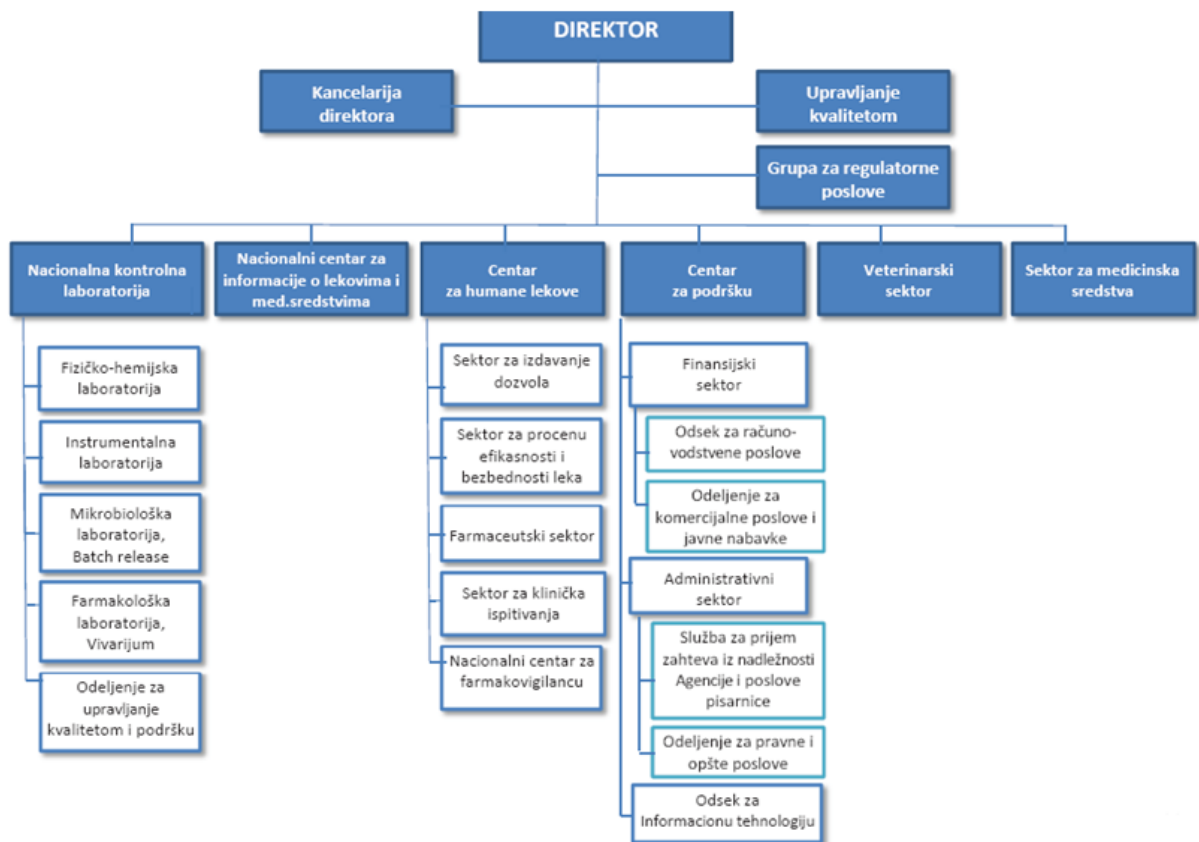 DIREKTOR
Kancelarija
direktora
Upravljanje
kvalitetom
Grupa za regulatorne
poslove
Nacionalna kontrolna
laboratorija
Nacionalni centar za
informacije o lekovima i
med.sredstvima
Centar
za humane lekove
Centar
za podršku
Veterinarski
sektor
Sektor za medicinska
sredstva
Fizičko-hemijska
laboratorija
Instrumentalna
laboratorija
Mikrobiološka
laboratorija,
Batch release
Farmakološka
laboratorija,
Vivarijum
Odeljenje za
upravljanje
kvalitetom i podršku
Sektor za izdavanje
dozvola
Sektor za procenu
efikasnosti i
bezbednosti leka
Farmaceutski sektor
Sektor za klinička
ispitivanja
Nacionalni centar za
farmakovigilancu
Finansijski
sektor
Odsek za računo-
vodstvene poslove
Odeljenje za
komercijalne poslove i
javne nabavke
Administrativni
sektor
Služba za prijem
zahteva iz nadležnosti
Agencije i poslove
pisarnice
Odeljenje za pravne i
opšte poslove
Odsek za
Informacionu tehnologiju